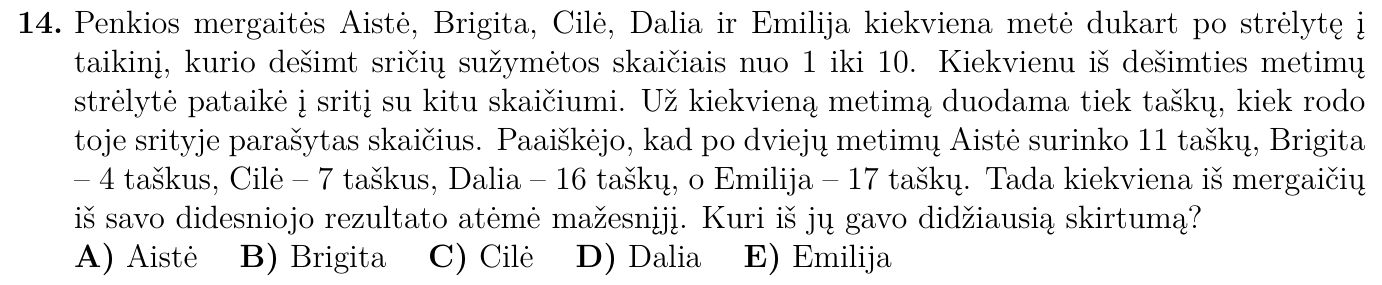 14. Penkios mergaitės Aistė, Brigita, Cilė, Dalia ir Emilija kiekviena metė dukart po strėlytę į
taikinį, kurio dešimt sričių sužymėtos skaičiais nuo 1 iki 10. Kiekvienu iš dešimties metimų
strėlytė pataikė į sritį su kitu skaičiumi. Už kiekvieną metimą duodama tiek taškų, kiek rodo
toje srityje parašytas skaičius. Paaiškėjo, kad po dviejų metimų Aistė surinko 11 taškų, Brigita
– 4 taškus, Cilė – 7 taškus, Dalia – 16 taškų, o Emilija – 17 taškų. Tada kiekviena iš mergaičių
iš savo didesniojo rezultato atėmė mažesnįjį. Kuri iš jų gavo didžiausią skirtumą?
A) Aistė B) Brigita C) Cilė D) Dalia E) Emilija